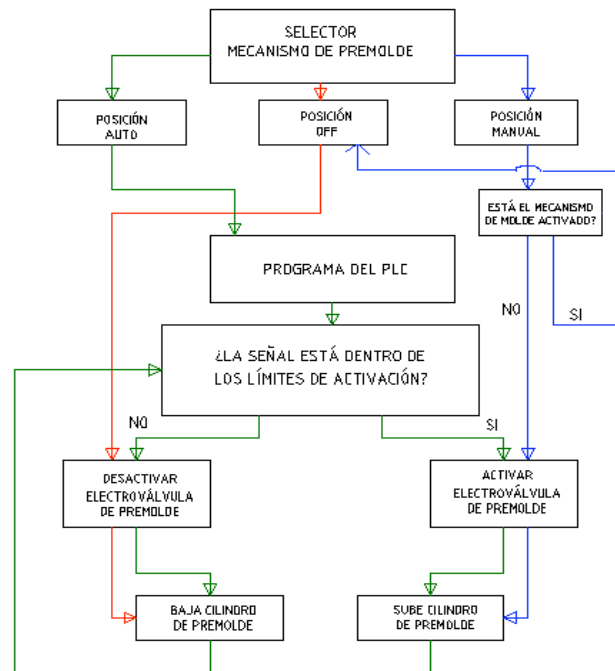 SELECTOR
MECANISMO DE PREMOLDE
POSICIÓN
AUTO
POSICIÓN
OFF
POSICIÓN
MANUAL
ESTÁ EL MECANISMO
DE MOLDE ACTIVADO?
PROGRAMA DEL PLC
NO
SI
¿LA SEÑAL ESTÁ DENTRO DE
LOS LÍMITES DE ACTIVACIÓN?
NO
SI
DESACTIVAR
ELECTROVÁLVULA
DE PREMOLDE
ACTIVAR
ELECTROVÁLVULA
DE PREMOLDE
BAJA CILINDRO
DE PREMOLDE
SUBE CILINDRO
DE PREMOLDE